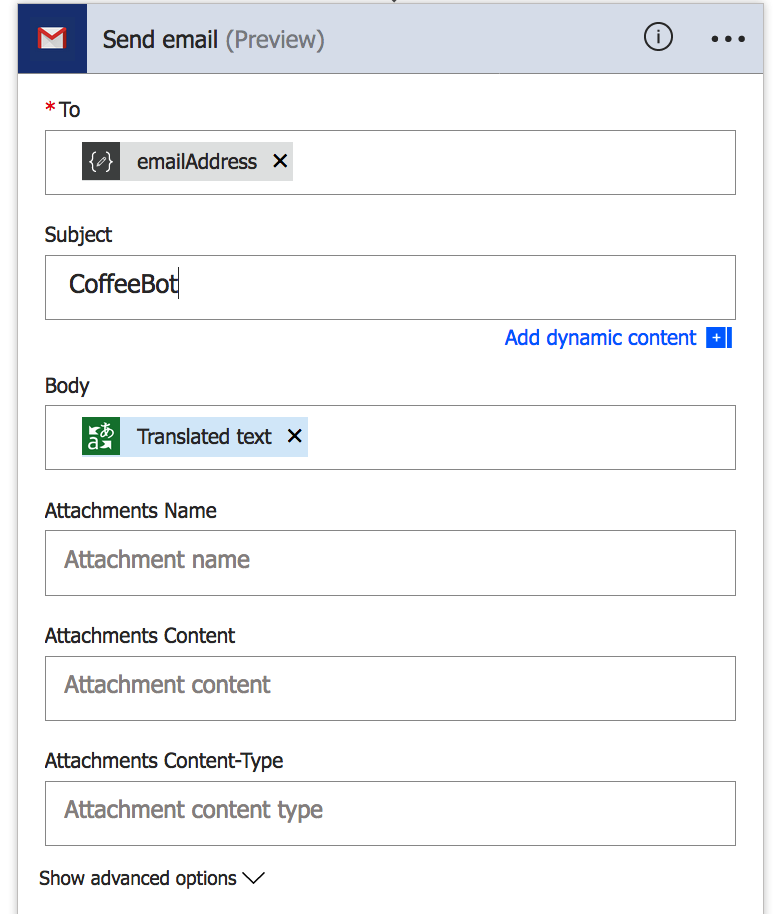 Send email (Preview)
* To
emailAddress
Subject
CoffeeBot
Add dynamic content
Body
Translated text
Attachments Name
Attachment name
Attachments Content
Attachment content
Attachments Content-Type
Attachment content type
Show advanced options